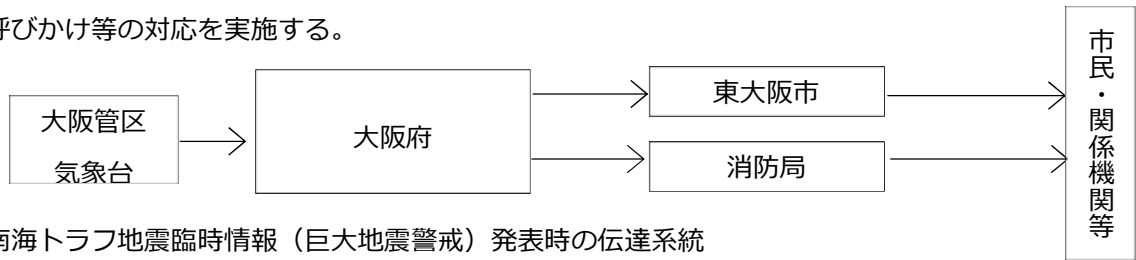 呼びかけ等の対応を実施する。
大阪管区
気象台
大阪府
東大阪市
消防局
市民・関係機関等
南海トラフ地震臨時情報（巨大地震警戒）発表時の伝達系統